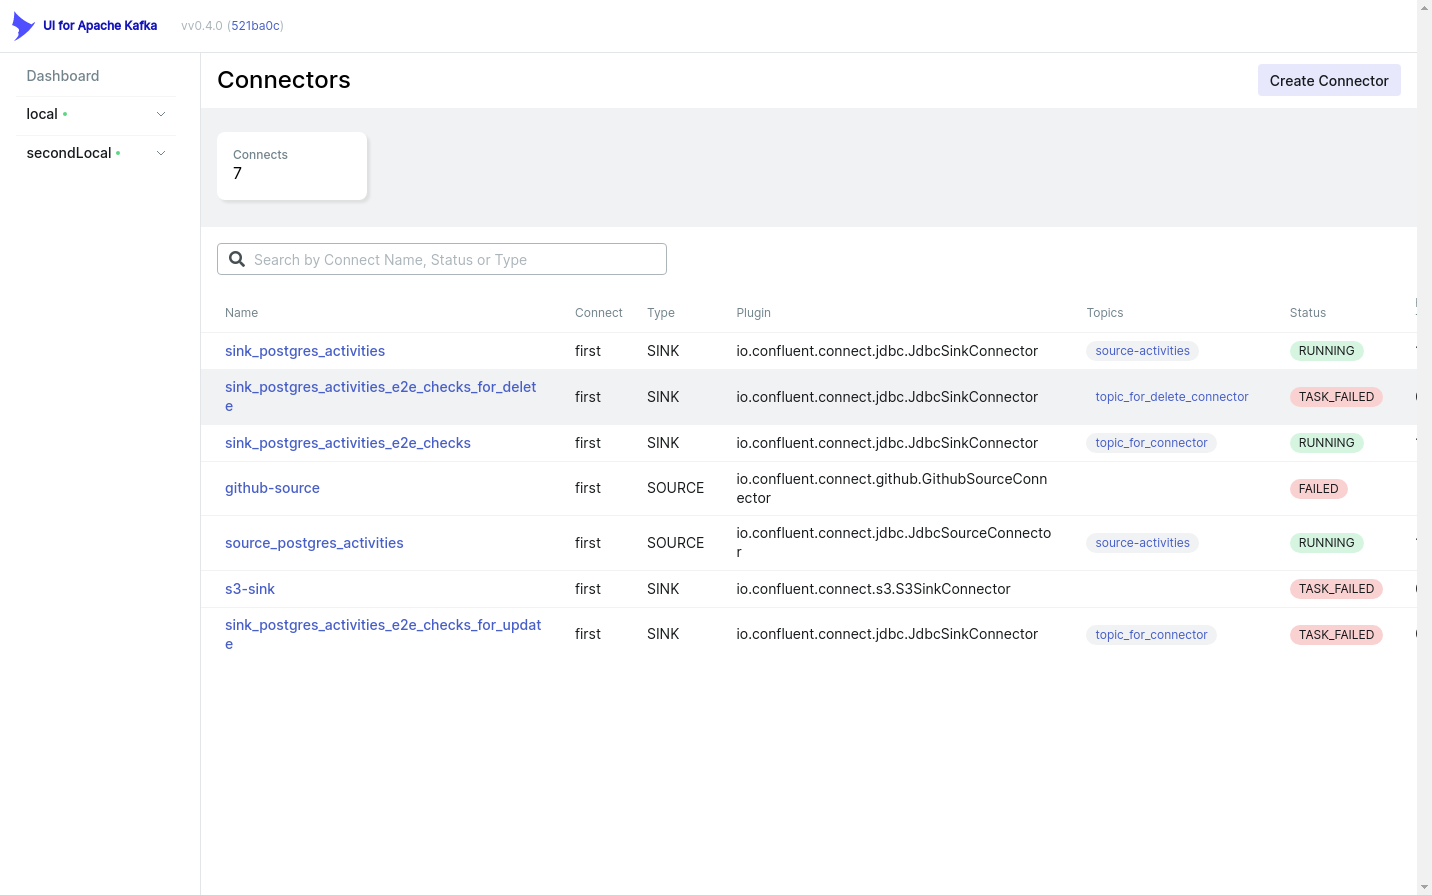 UI for Apache Kafka vv0.4.0 (521ba0c)
Dashboard
local
secondLocal
Connectors
Create Connector
Connects
7
Search by Connect Name, Status or Type
Name Connect Type Plugin Topics Status
sink_postgres_activities first SINK io.confluent.connect.jdbc.JdbcSinkConnector source-activities RUNNING
sink_postgres_activities_e2e_checks_for_delet
e first SINK io.confluent.connect.jdbc.JdbcSinkConnector topic_for_delete_connector TASK_FAILED
sink_postgres_activities_e2e_checks first SINK io.confluent.connect.jdbc.JdbcSinkConnector topic_for_connector RUNNING
github-source first SOURCE io.confluent.connect.github.GithubSourceConn
ector FAILED
source_postgres_activities first SOURCE io.confluent.connect.jdbc.JdbcSourceConnecto
r source-activities RUNNING
s3-sink first SINK io.confluent.connect.s3.S3SinkConnector TASK_FAILED
sink_postgres_activities_e2e_checks_for_updat
e first SINK io.confluent.connect.jdbc.JdbcSinkConnector topic_for_connector TASK_FAILED